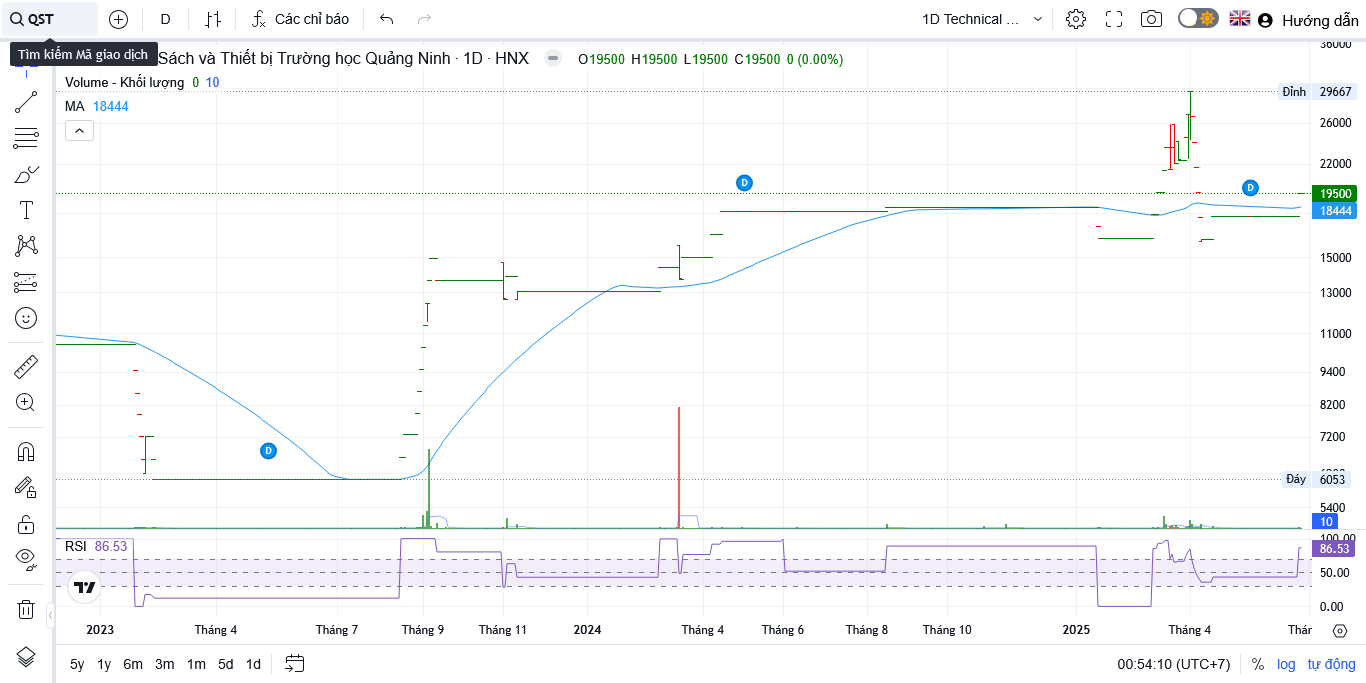 QST
D
Các chỉ báo
1D Technical ...
Hướng dẫn
Tìm kiếm Mã giao dịch
Sách và Thiết bị Trường học Quảng Ninh · 1D · HNX
O19500 H19500 L19500 C19500 0 (0.00%)
Volume - Khối lượng 0 10
MA 18444
36000
Đỉnh 29667
26000
22000
19500
18444
15000
13000
11000
9400
8200
7200
Đáy 6053
5400
10
D
D
D
RSI 86.53
100.00
86.53
50.00
0.00
2023
Tháng 4
Tháng 7
Tháng 9
Tháng 11
2024
Tháng 4
Tháng 6
Tháng 8
Tháng 10
2025
Tháng 4
Thár
5y 1y 6m 3m 1m 5d 1d
00:54:10 (UTC+7)
% log tự động